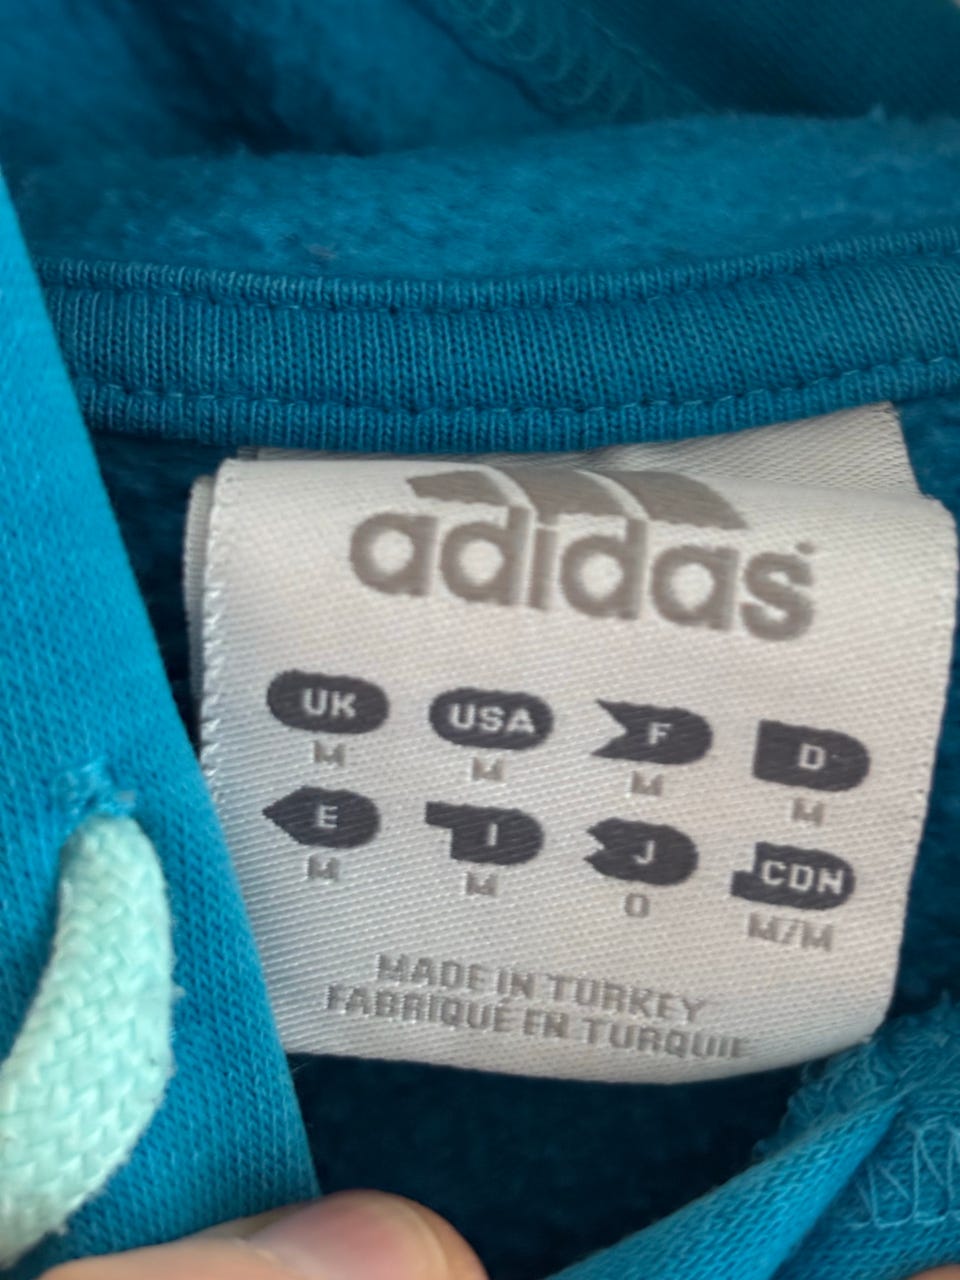 adidas
UK USA F D
M M M M
E I J CDN
M M O M/M
MADE IN TURKEY
FABRIQUÉ EN TURQUIE